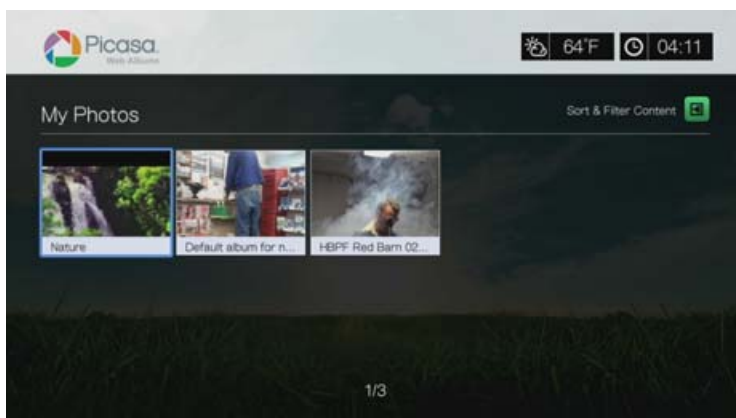 Picasa.
Web Albums
64°F
04:11
My Photos
Sort & Filter Content
Nature
Default album for n...
HBPF Red Barn 02...
1/3